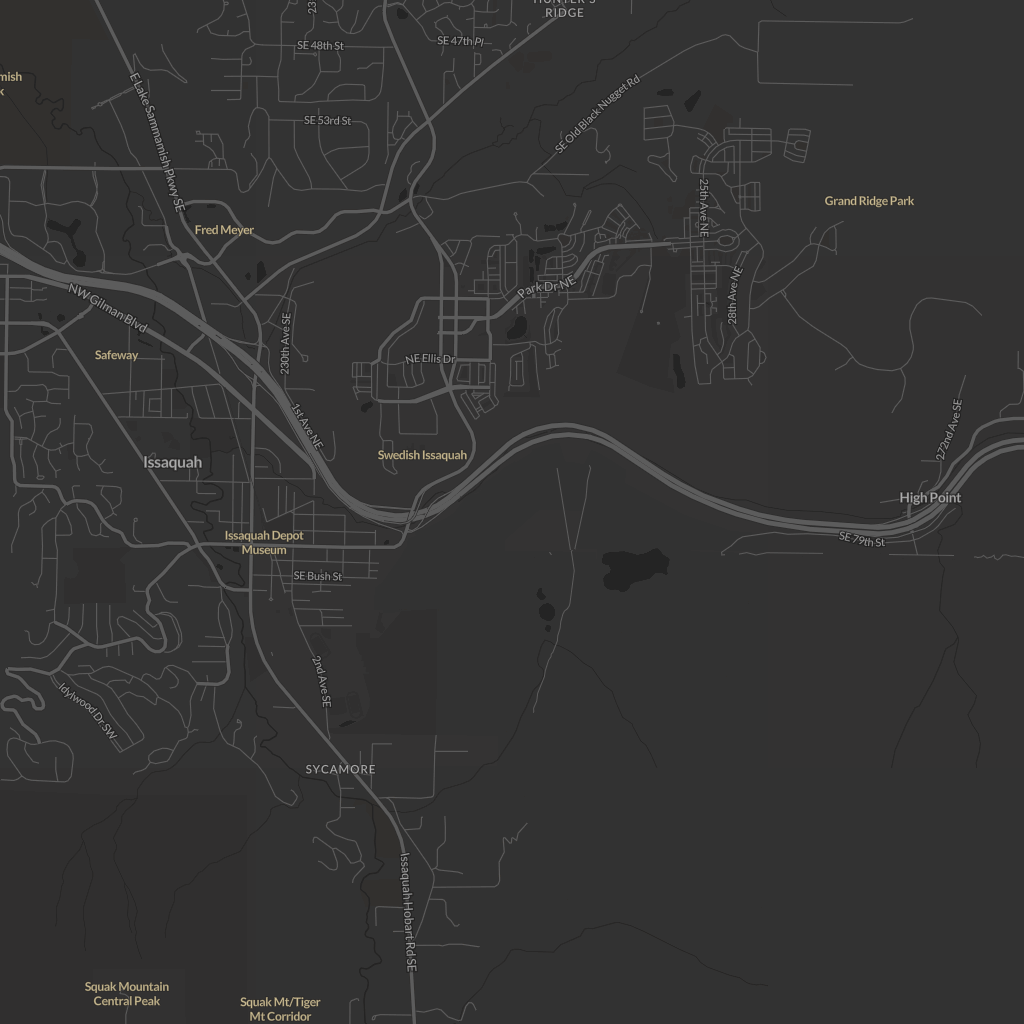 HUNTER'S
RIDGE
23
SE 48th St
SE 47th Pl
mish
k
E Lake Sammamish Pkwy SE
SE Old Black Nugget Rd
SE 53rd St
25th Ave NE
Grand Ridge Park
Fred Meyer
Park Dr NE
28th Ave NE
NW Gilman Blvd
230th Ave SE
Safeway
NE Ellis Dr
1st Ave NE
272nd Ave SE
Swedish Issaquah
Issaquah
High Point
Issaquah Depot
Museum
SE 79th St
SE Bush St
2nd Ave SE
Idylwood Dr SW
SYCAMORE
Issaquah Hobart Rd SE
Squak Mountain
Central Peak
Squak Mt/Tiger
Mt Corridor